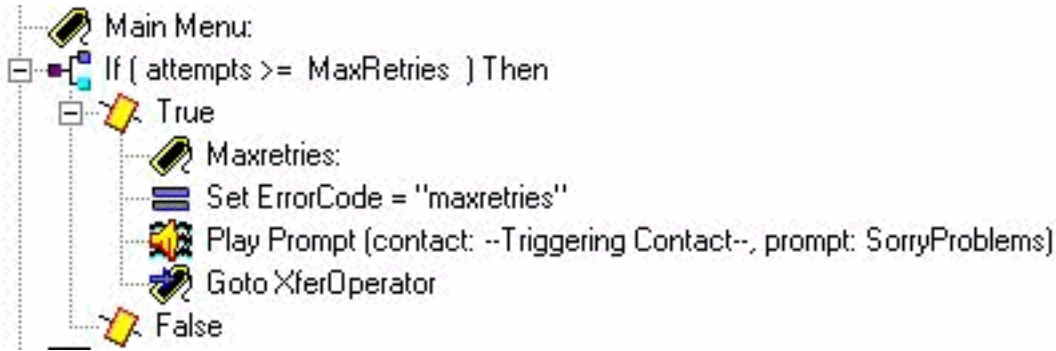 Main Menu:
If ( attempts >= MaxRetries ) Then
True
Maxretries:
Set ErrorCode = "maxretries"
Play Prompt (contact: --Triggering Contact--, prompt: SorryProblems)
Goto XferOperator
False